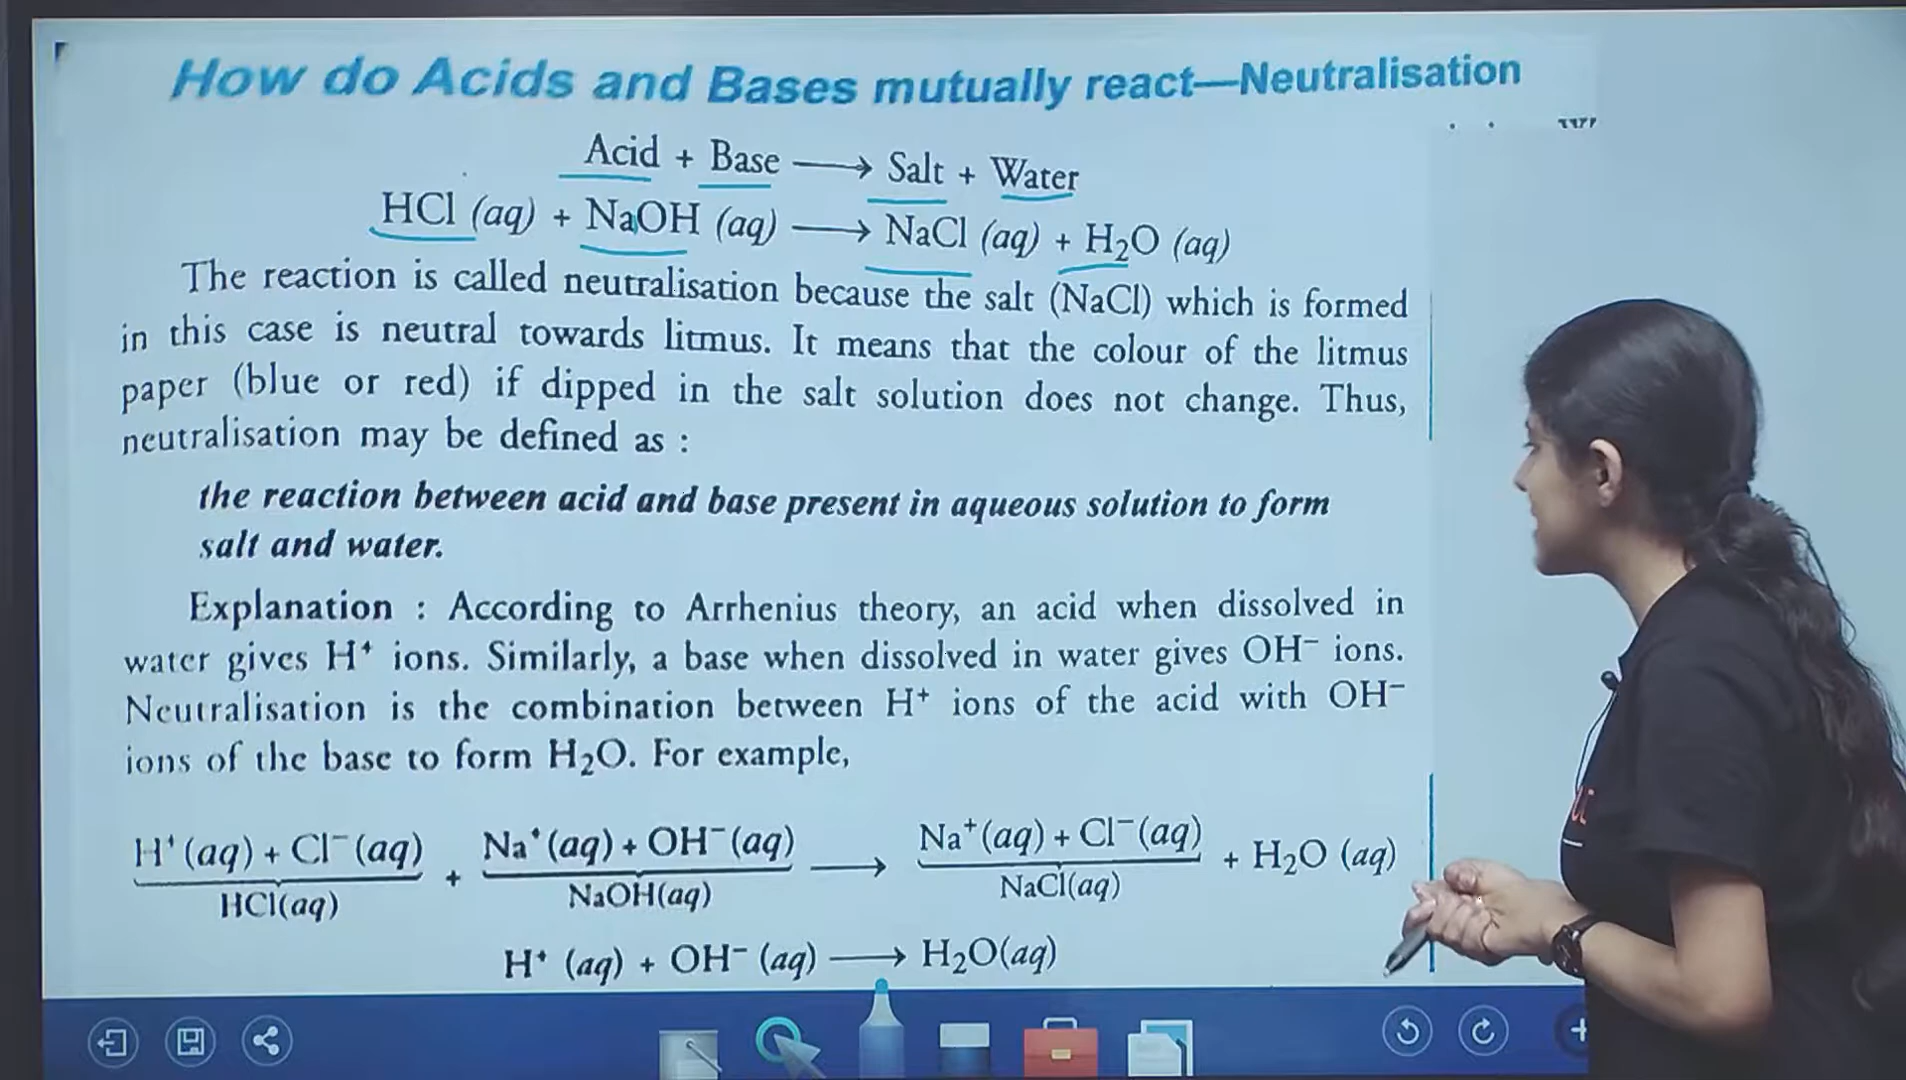 How do Acids and Bases mutually react—Neutralisation
Acid + Base ⟶ Salt + Water
HCl (aq) + NaOH (aq) ⟶ NaCl (aq) + H₂O (aq)
The reaction is called neutralisation because the salt (NaCl) which is formed
in this case is neutral towards litmus. It means that the colour of the litmus
paper (blue or red) if dipped in the salt solution does not change. Thus,
neutralisation may be defined as :
the reaction between acid and base present in aqueous solution to form
salt and water.
Explanation : According to Arrhenius theory, an acid when dissolved in
water gives H⁺ ions. Similarly, a base when dissolved in water gives OH⁻ ions.
Neutralisation is the combination between H⁺ ions of the acid with OH⁻
ions of the base to form H₂O. For example,
H⁺(aq) + Cl⁻(aq) + Na⁺(aq) + OH⁻(aq) ⟶ Na⁺(aq) + Cl⁻(aq) + H₂O (aq)
HCl(aq) NaOH(aq) NaCl(aq)
H⁺ (aq) + OH⁻ (aq) ⟶ H₂O(aq)